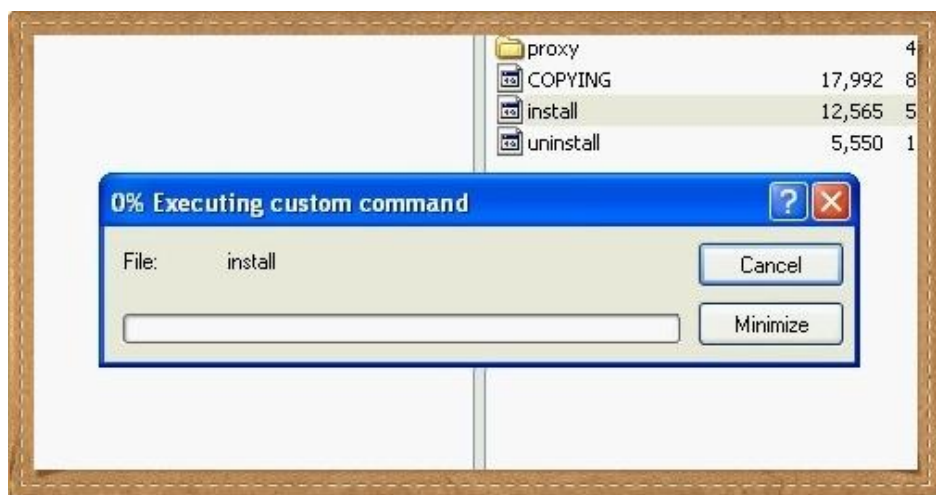 proxy 4
COPYING 17,992 8
install 12,565 5
uninstall 5,550 1
0% Executing custom command
File: install
Cancel
Minimize